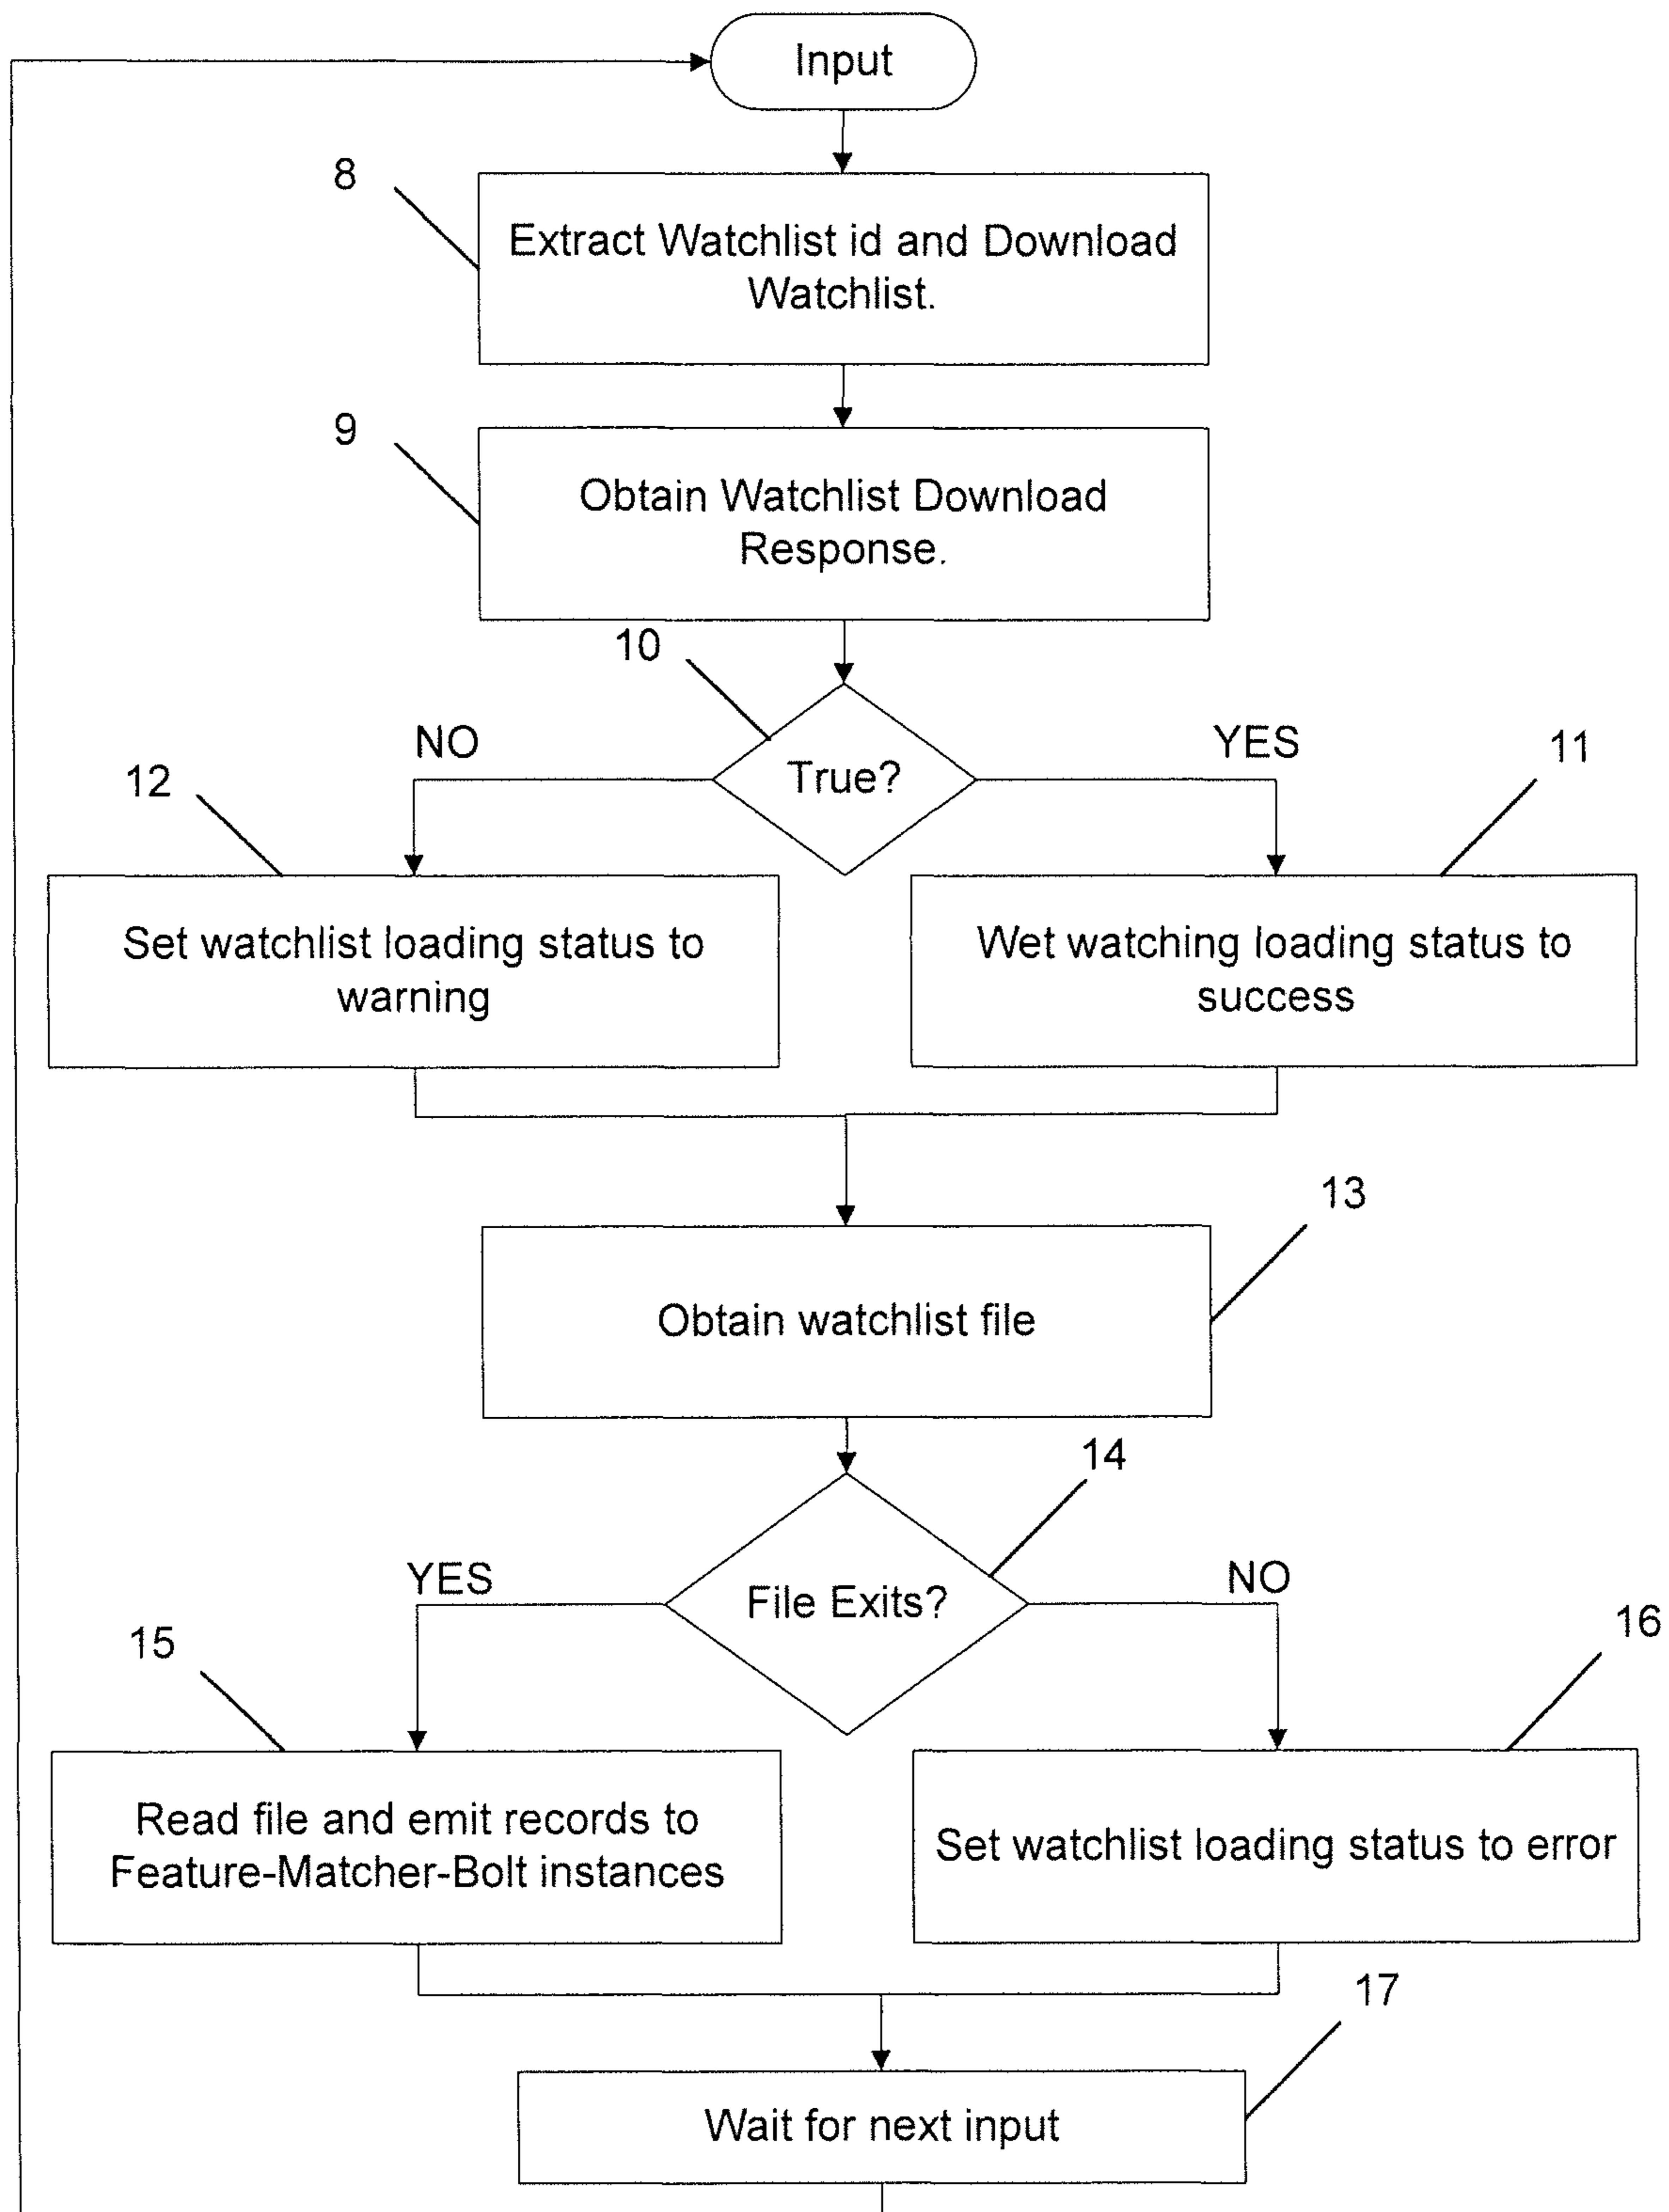 Input
8
Extract Watchlist id and Download
Watchlist.
9
Obtain Watchlist Download
Response.
10
True?
NO
YES
12
11
Set watchlist loading status to
warning
Wet watching loading status to
success
13
Obtain watchlist file
14
File Exits?
YES
NO
15
16
Read file and emit records to
Feature-Matcher-Bolt instances
Set watchlist loading status to error
17
Wait for next input